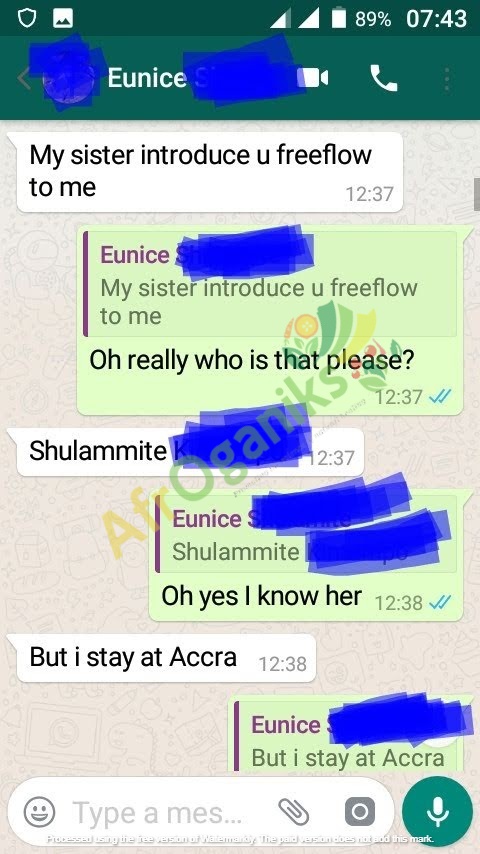 89% 07:43
Eunice
My sister introduce u freeflow
to me
12:37
Eunice
My sister introduce u freeflow
to me
Oh really who is that please?
12:37
AfrOganiks
Shulammite
12:37
Eunice
Shulammite
Oh yes I know her
12:38
But i stay at Accra
12:38
Eunice
But i stay at Accra
Type a mes...
Processed using the free version of Watermarkly. The paid version does not add this mark.